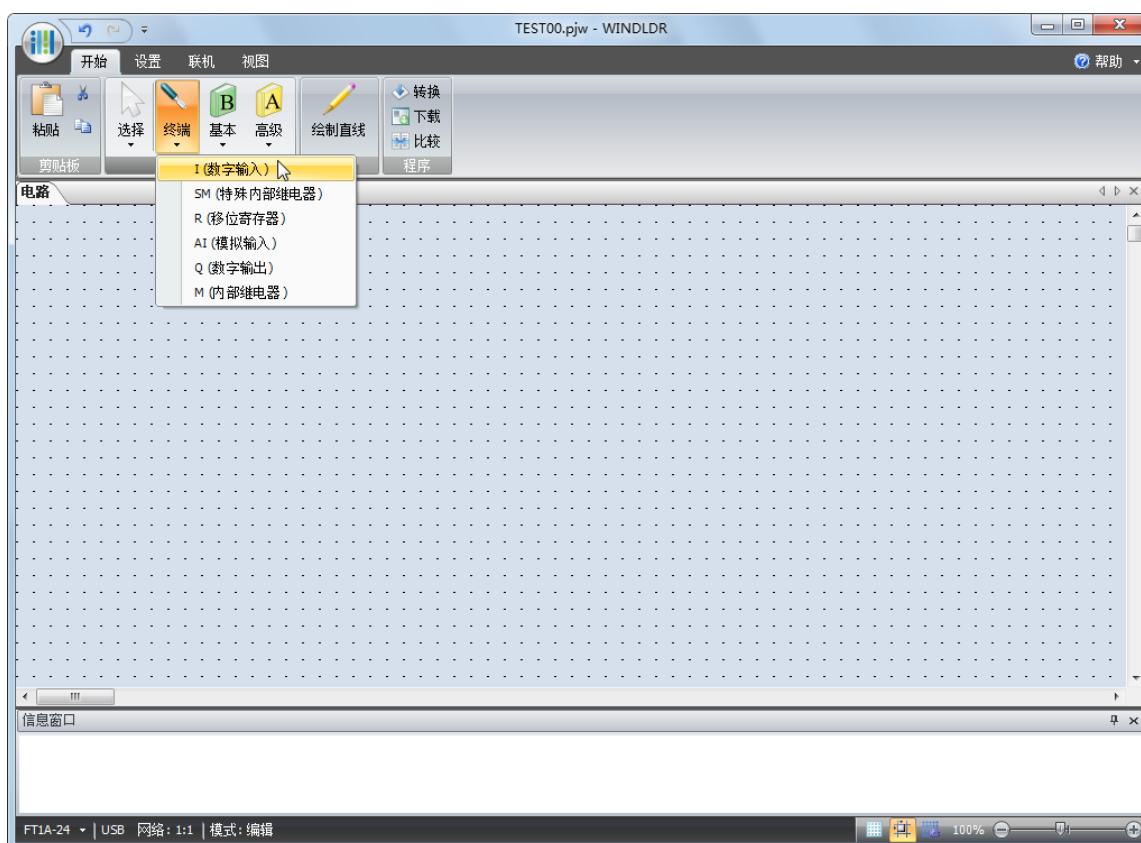 TEST00.pjw - WINDLDR
开始 设置 联机 视图 帮助
粘贴 选择 终端 基本 高级 绘制直线 转换
下载
比较
剪贴板 程序
B A
I (数字输入)
SM (特殊内部继电器)
R (移位寄存器)
AI (模拟输入)
Q (数字输出)
M (内部继电器)
电路
信息窗口
FT1A-24 USB 网络: 1:1 模式: 编辑 100%